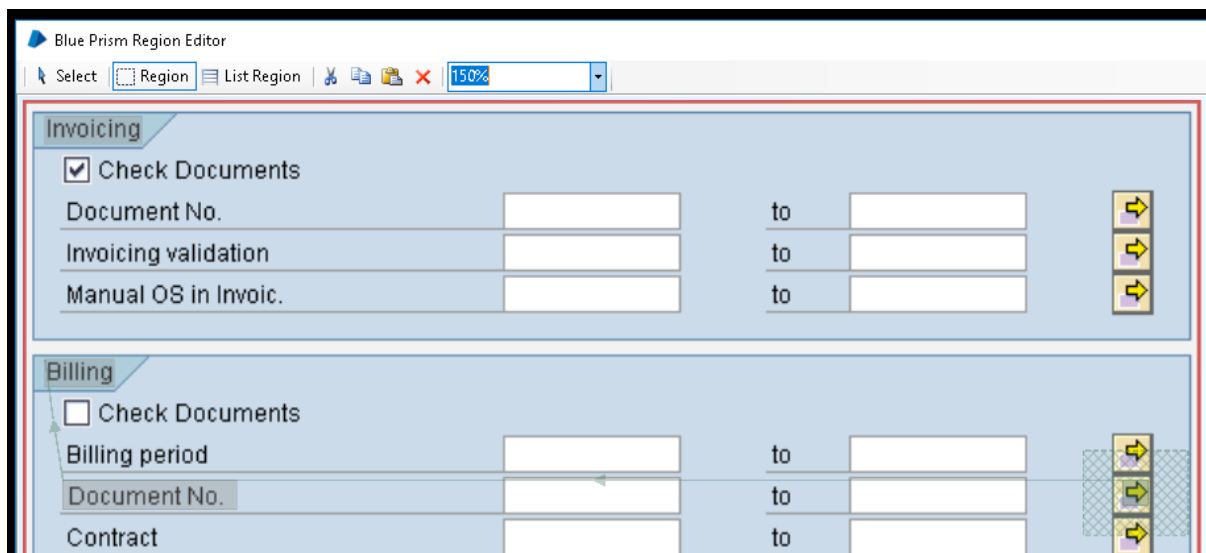 Blue Prism Region Editor
Select Region List Region 150%
Invoicing
Check Documents
Document No. to
Invoicing validation to
Manual OS in Invoic. to
Billing
Check Documents
Billing period to
Document No. to
Contract to